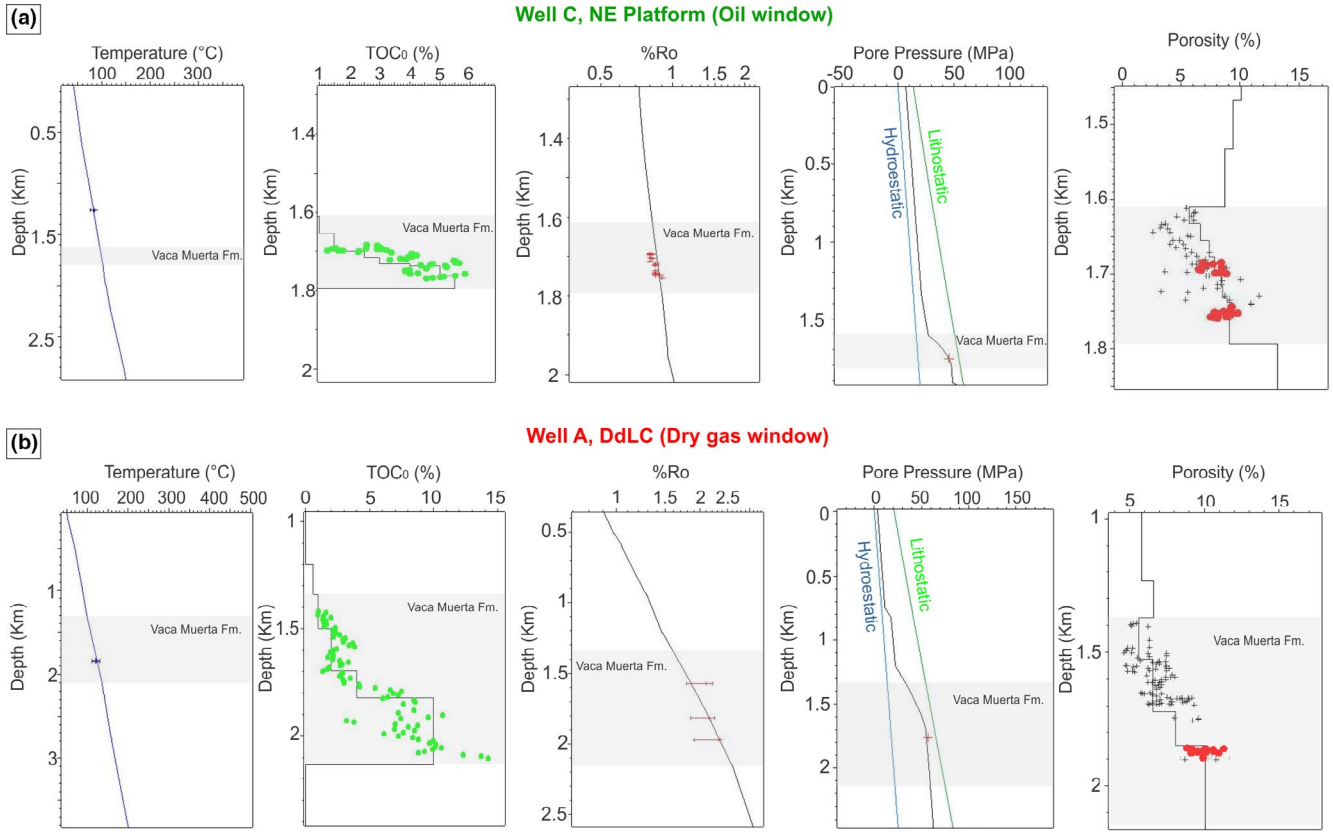 (a)
Well C, NE Platform (Oil window)
Temperature (°C)
100 200 300
Depth (Km)
0.5
1.5
2.5
Vaca Muerta Fm.
TOC₀ (%)
1 2 3 4 5 6
Depth (Km)
1.4
1.6
1.8
2
Vaca Muerta Fm.
%Ro
0.5 1 1.5 2
Depth (Km)
1.4
1.6
1.8
2
Vaca Muerta Fm.
Pore Pressure (MPa)
-50 0 50 100
Depth (Km)
0
0.5
1
1.5
Hydroestatic
Lithostatic
Vaca Muerta Fm.
Porosity (%)
0 5 10 15
Depth (Km)
1.5
1.6
1.7
1.8
(b)
Well A, DdLC (Dry gas window)
Temperature (°C)
100 200 300 400 500
Depth (Km)
1
2
3
Vaca Muerta Fm.
TOC₀ (%)
0 5 10 15
Depth (Km)
1
1.5
2
Vaca Muerta Fm.
%Ro
1 1.5 2 2.5
Depth (Km)
0.5
1
1.5
2
2.5
Vaca Muerta Fm.
Pore Pressure (MPa)
0 50 100 150
Depth (Km)
0
0.5
1
1.5
2
Hydroestatic
Lithostatic
Vaca Muerta Fm.
Porosity (%)
5 10 15
Depth (Km)
1
1.5
2
Vaca Muerta Fm.